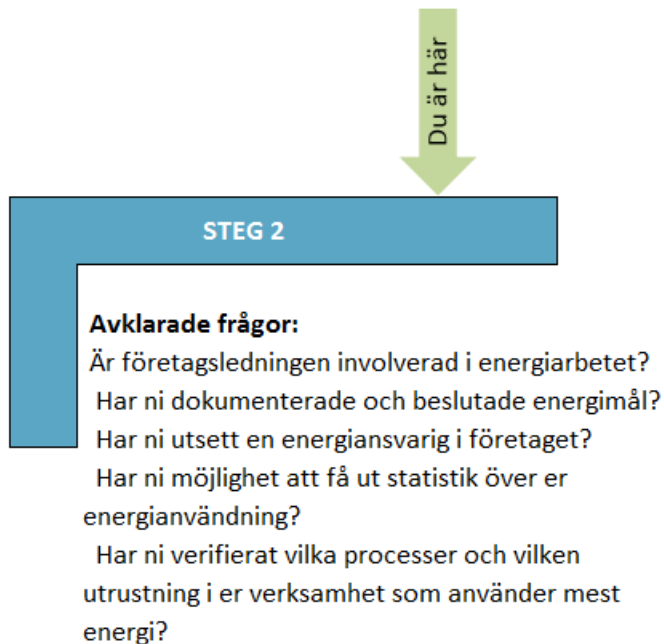 Du är här
STEG 2
Avklarade frågor:
Är företagsledningen involverad i energiarbetet?
Har ni dokumenterade och beslutade energimål?
Har ni utsett en energiansvarig i företaget?
Har ni möjlighet att få ut statistik över er
energianvändning?
Har ni verifierat vilka processer och vilken
utrustning i er verksamhet som använder mest
energi?